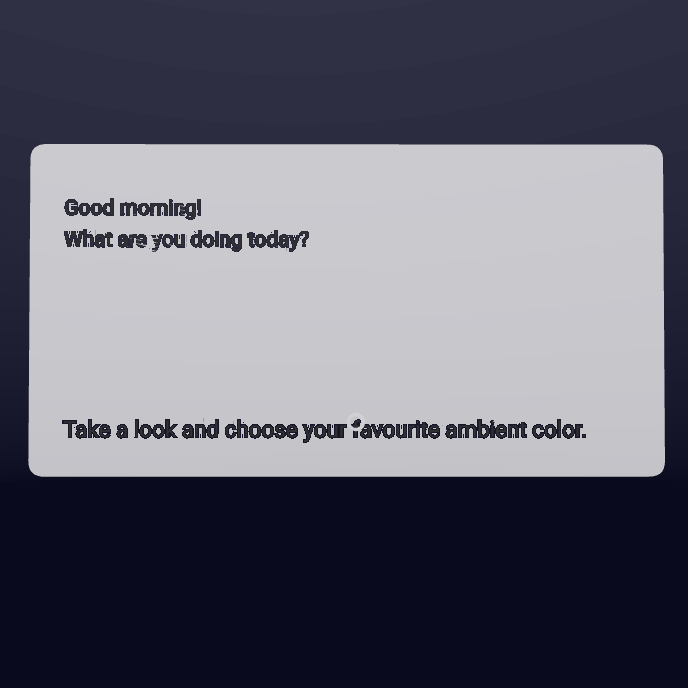 Good morning!
What are you doing today?
Take a look and choose your favourite ambient color.